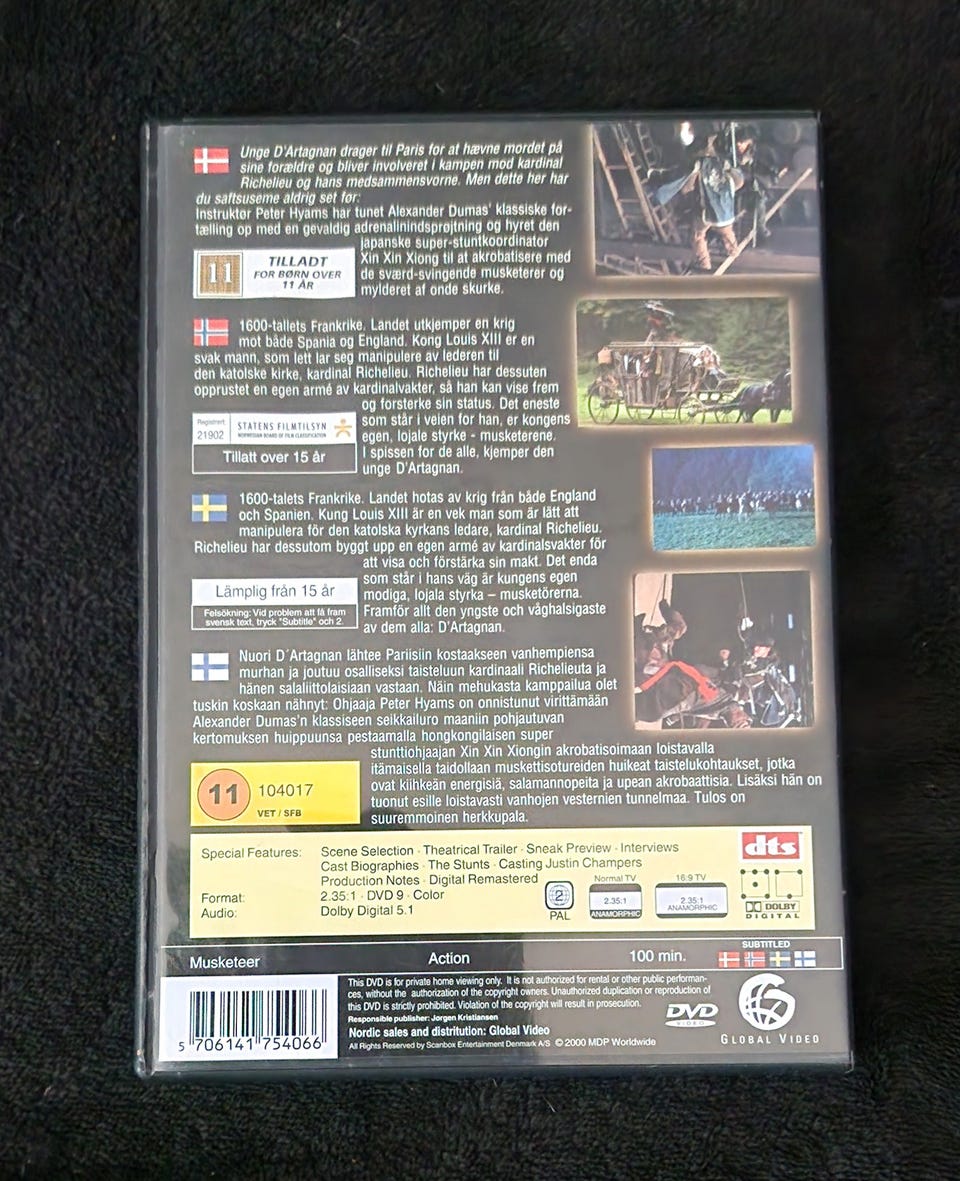 Unge D'Artagnan drager til Paris for at hævne mordet på
sine forældre og bliver involveret i kampen mod kardinal
Richelieu og hans medsammensvorne. Men dette her har
du saftsuseme aldrig set før:
Instruktør Peter Hyams har tunet Alexander Dumas' klassiske for-
tælling op med en gevaldig adrenalinindsprøjtning og hyret den
japanske super-stuntkoordinator
Xin Xin Xiong til at akrobatisere med
de sværd-svingende musketerer og
mylderet af onde skurke.
11
TILLADT
FOR BØRN OVER
11 ÅR
1600-tallets Frankrike. Landet utkjemper en krig
mot både Spania og England. Kong Louis XIII er en
svak mann, som lett lar seg manipulere av lederen til
den katolske kirke, kardinal Richelieu. Richelieu har dessuten
opprustet en egen armé av kardinalvakter, så han kan vise frem
og forsterke sin status. Det eneste
som står i veien for han, er kongens
egen, lojale styrke - musketerene.
I spissen for de alle, kjemper den
unge D'Artagnan.
Registrert
21902
STATENS FILMTILSYN
NORWEGIAN BOARD OF FILM CLASSIFICATION
Tillatt over 15 år
1600-talets Frankrike. Landet hotas av krig från både England
och Spanien. Kung Louis XIII är en vek man som är lätt att
manipulera för den katolska kyrkans ledare, kardinal Richelieu.
Richelieu har dessutom byggt upp en egen armé av kardinalsvakter för
att visa och förstärka sin makt. Det enda
som står i hans väg är kungens egen
modiga, lojala styrka – musketörerna.
Framför allt den yngste och våghalsigaste
av dem alla: D'Artagnan.
Lämplig från 15 år
Felsökning: Vid problem att få fram
svensk text, tryck "Subtitle" och 2.
Nuori D´Artagnan lähtee Pariisiin kostaakseen vanhempiensa
murhan ja joutuu osalliseksi taisteluun kardinaali Richelieuta ja
hänen salaliittolaisiaan vastaan. Näin mehukasta kamppailua olet
tuskin koskaan nähnyt: Ohjaaja Peter Hyams on onnistunut virittämään
Alexander Dumas'n klassiseen seikkailuro maaniin pohjautuvan
kertomuksen huippuunsa pestaamalla hongkongilaisen super
stunttiohjaajan Xin Xin Xiongin akrobatisoimaan loistavalla
itämaisella taidollaan muskettisotureiden huikeat taistelukohtaukset, jotka
ovat kiihkeän energisiä, salamannopeita ja upean akrobaattisia. Lisäksi hän on
tuonut esille loistavasti vanhojen vesternien tunnelmaa. Tulos on
suuremmoinen herkkupala.
11
104017
VET / SFB
Special Features: Scene Selection · Theatrical Trailer · Sneak Preview · Interviews
Cast Biographies · The Stunts · Casting Justin Champers
Production Notes · Digital Remastered
Format: 2.35:1 · DVD 9 · Color
Audio: Dolby Digital 5.1
dts
2
PAL
Normal TV
2.35:1
ANAMORPHIC
16:9 TV
2.35:1
ANAMORPHIC
DOLBY
DIGITAL
Musketeer Action 100 min.
SUBTITLED
This DVD is for private home viewing only. It is not authorized for rental or other public performan-
ces, without the authorization of the copyright owners. Unauthorized duplication or reproduction of
this DVD is strictly prohibited. Violation of the copyright will result in prosecution.
Responsible publisher: Jørgen Kristiansen
Nordic sales and distritution: Global Video
All Rights Reserved by Scanbox Entertainment Denmark A/S © 2000 MDP Worldwide
5 706141 754066
DVD
VIDEO
GLOBAL VIDEO